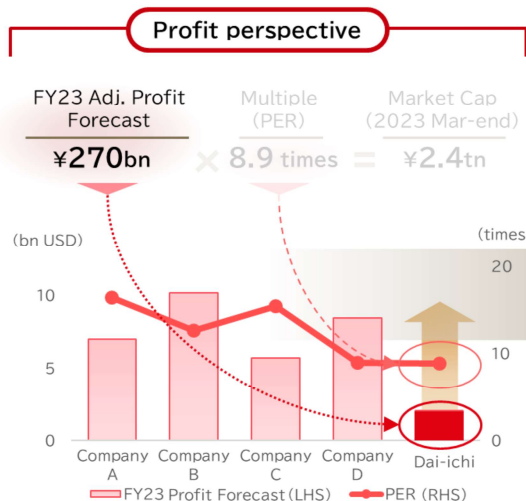 Profit perspective
FY23 Adj. Profit
Forecast
¥270bn
×
Multiple
(PER)
8.9 times
=
Market Cap
(2023 Mar-end)
¥2.4tn
(bn USD)
(times
20
10
10
5
0
0
Company
A
Company
B
Company
C
Company
D
Dai-ichi
FY23 Profit Forecast(LHS)
PER (RHS)